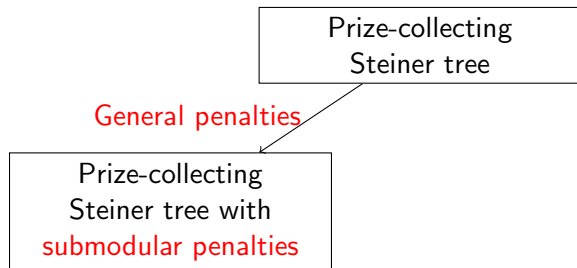 Prize-collecting
Steiner tree
General penalties
Prize-collecting
Steiner tree with
submodular penalties